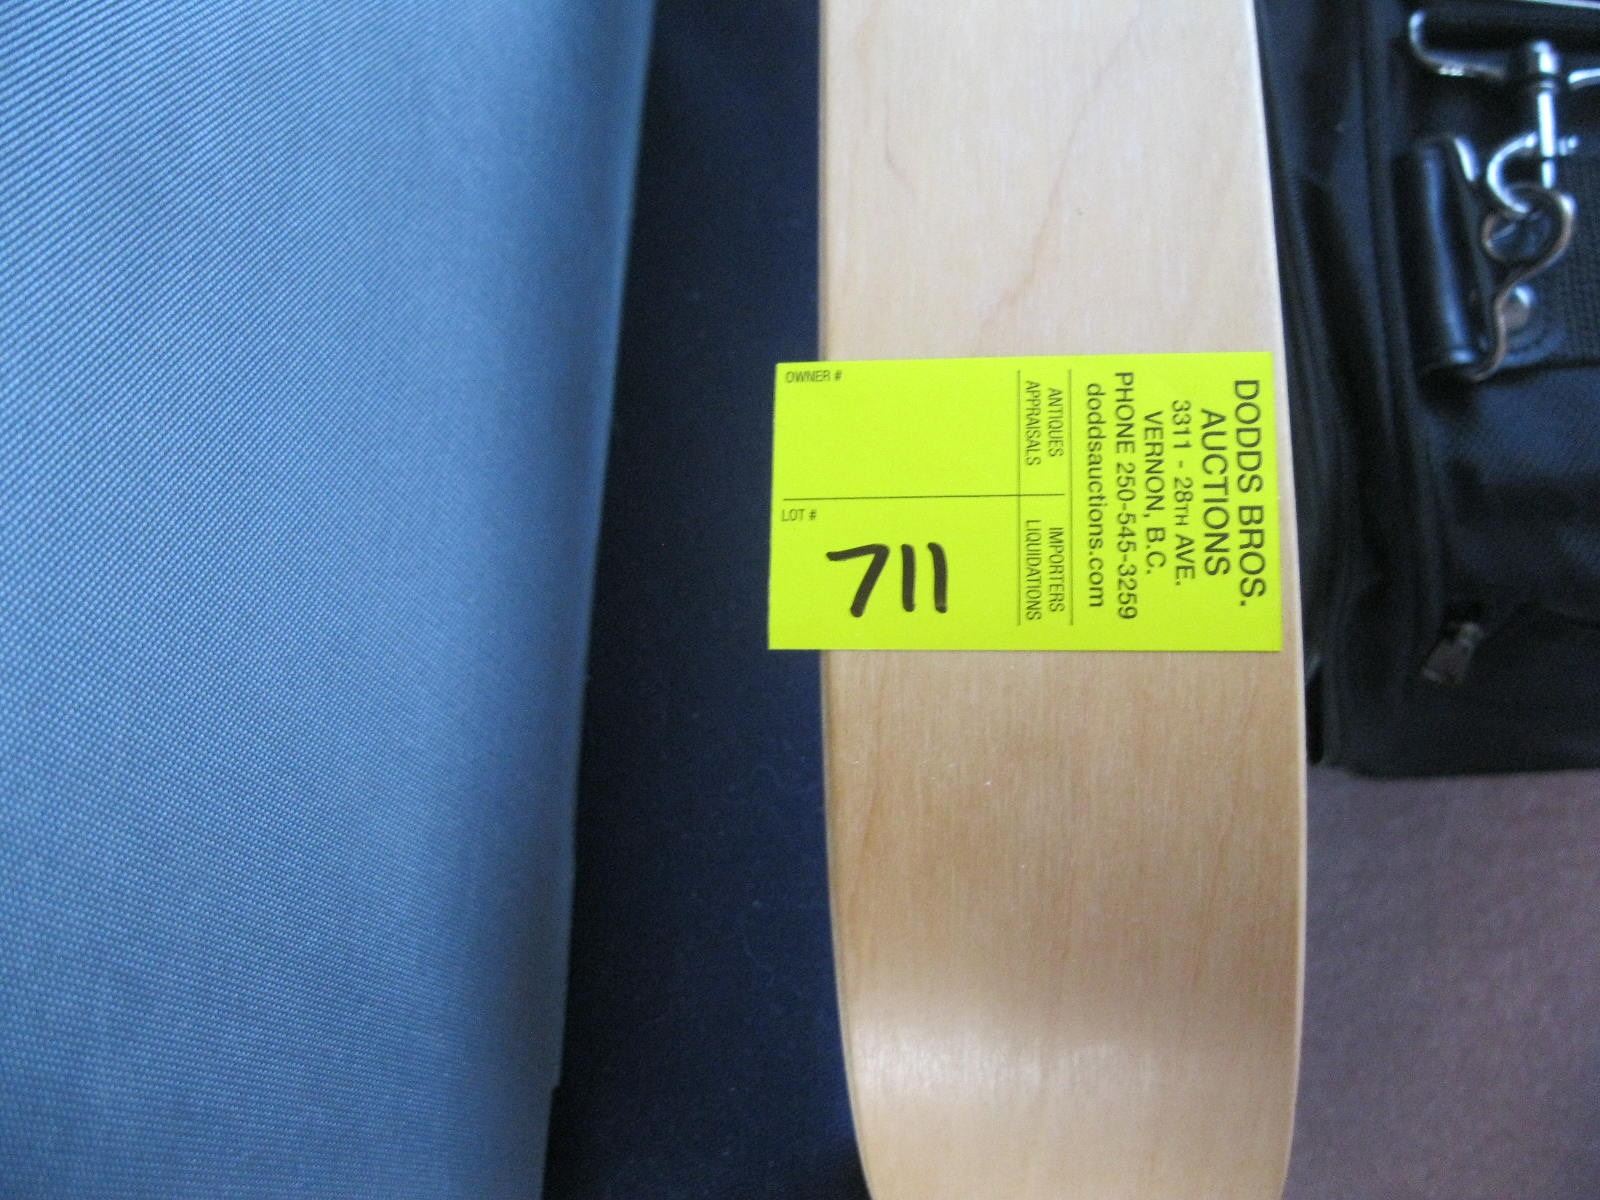 DODDS BROS.
AUCTIONS
3311 - 28TH AVE.
VERNON, B.C.
PHONE 250-545-3259
doddsauctions.com
ANTIQUES IMPORTERS
APPRAISALS LIQUIDATIONS
OWNER #
LOT #
711